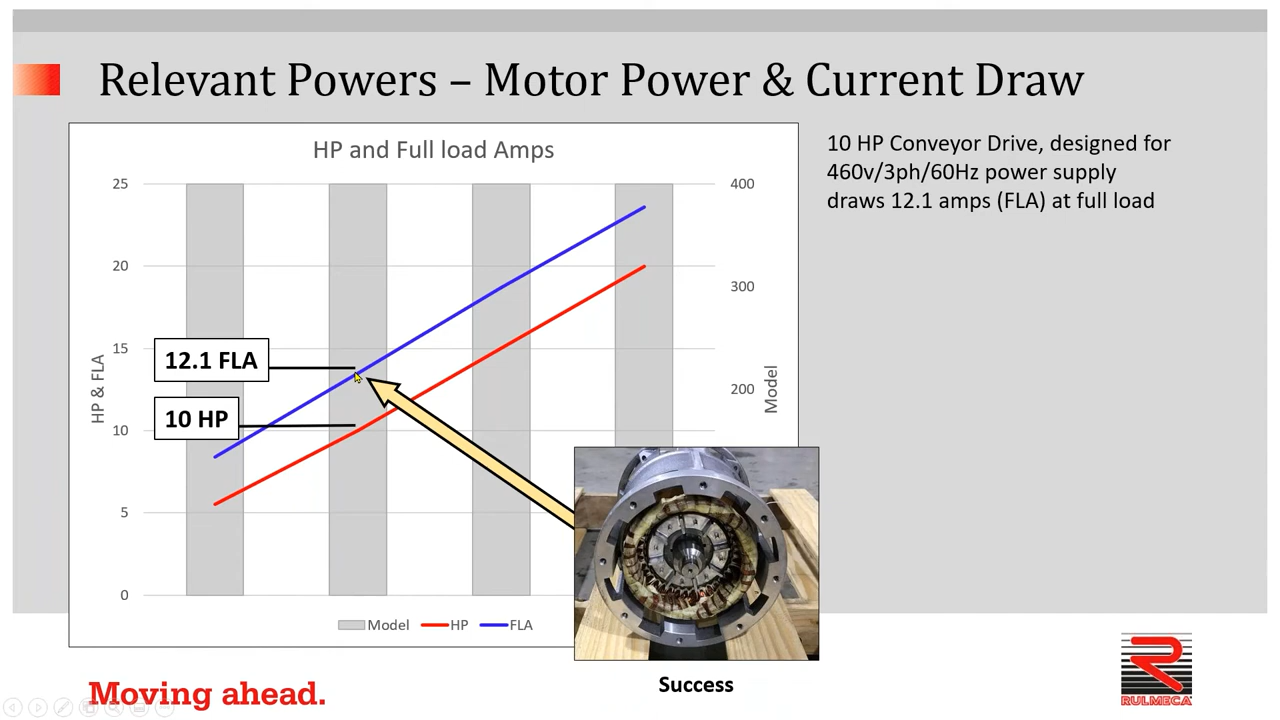 Relevant Powers – Motor Power & Current Draw
HP and Full load Amps
25
20
15
10
5
0
HP & FLA
400
300
200
Model
12.1 FLA
10 HP
Model HP FLA
10 HP Conveyor Drive, designed for
460v/3ph/60Hz power supply
draws 12.1 amps (FLA) at full load
Success
Moving ahead.
RULMECA